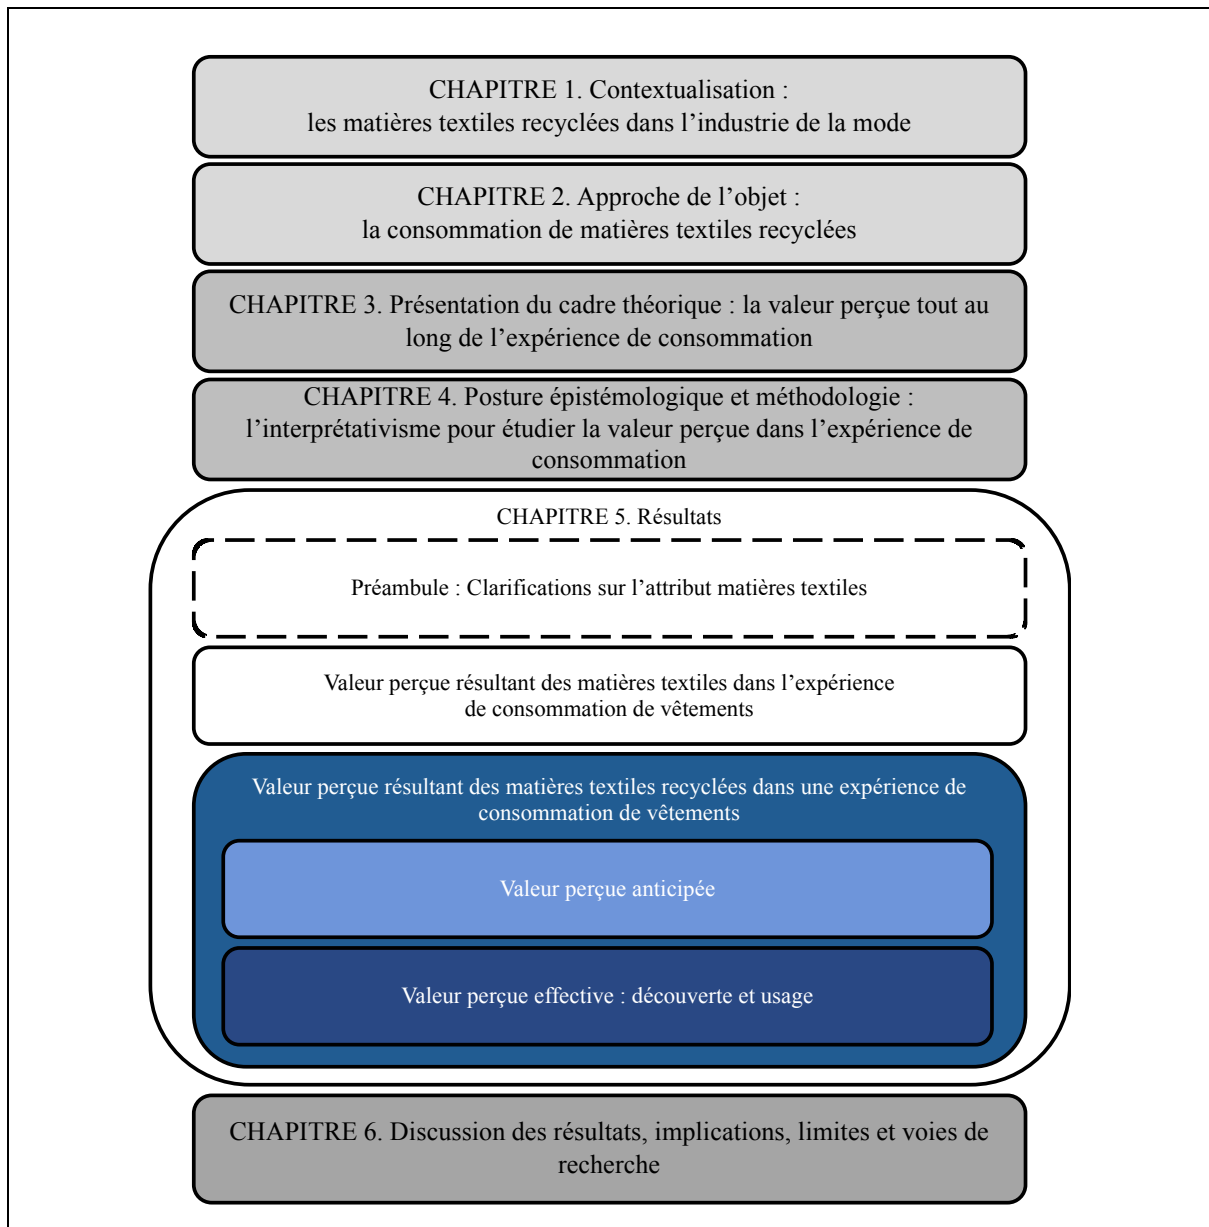 CHAPITRE 1. Contextualisation :
les matières textiles recyclées dans l’industrie de la mode
CHAPITRE 2. Approche de l’objet :
la consommation de matières textiles recyclées
CHAPITRE 3. Présentation du cadre théorique : la valeur perçue tout au
long de l’expérience de consommation
CHAPITRE 4. Posture épistémologique et méthodologie :
l’interprétativisme pour étudier la valeur perçue dans l’expérience de
consommation
CHAPITRE 5. Résultats
Préambule : Clarifications sur l’attribut matières textiles
Valeur perçue résultant des matières textiles dans l’expérience
de consommation de vêtements
Valeur perçue résultant des matières textiles recyclées dans une expérience de
consommation de vêtements
Valeur perçue anticipée
Valeur perçue effective : découverte et usage
CHAPITRE 6. Discussion des résultats, implications, limites et voies de
recherche